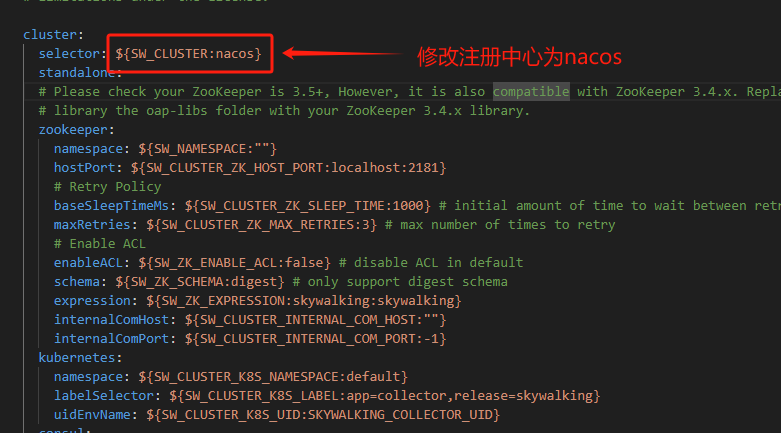 # limitations under the license.
cluster:
selector: ${SW_CLUSTER:nacos}
修改注册中心为nacos
standalone:
# Please check your ZooKeeper is 3.5+, However, it is also compatible with ZooKeeper 3.4.x. Repla
# library the oap-libs folder with your ZooKeeper 3.4.x library.
zookeeper:
namespace: ${SW_NAMESPACE:""}
hostPort: ${SW_CLUSTER_ZK_HOST_PORT:localhost:2181}
# Retry Policy
baseSleepTimeMs: ${SW_CLUSTER_ZK_SLEEP_TIME:1000} # initial amount of time to wait between retr
maxRetries: ${SW_CLUSTER_ZK_MAX_RETRIES:3} # max number of times to retry
# Enable ACL
enableACL: ${SW_ZK_ENABLE_ACL:false} # disable ACL in default
schema: ${SW_ZK_SCHEMA:digest} # only support digest schema
expression: ${SW_ZK_EXPRESSION:skywalking:skywalking}
internalComHost: ${SW_CLUSTER_INTERNAL_COM_HOST:""}
internalComPort: ${SW_CLUSTER_INTERNAL_COM_PORT:-1}
kubernetes:
namespace: ${SW_CLUSTER_K8S_NAMESPACE:default}
labelSelector: ${SW_CLUSTER_K8S_LABEL:app=collector,release=skywalking}
uidEnvName: ${SW_CLUSTER_K8S_UID:SKYWALKING_COLLECTOR_UID}
consul: